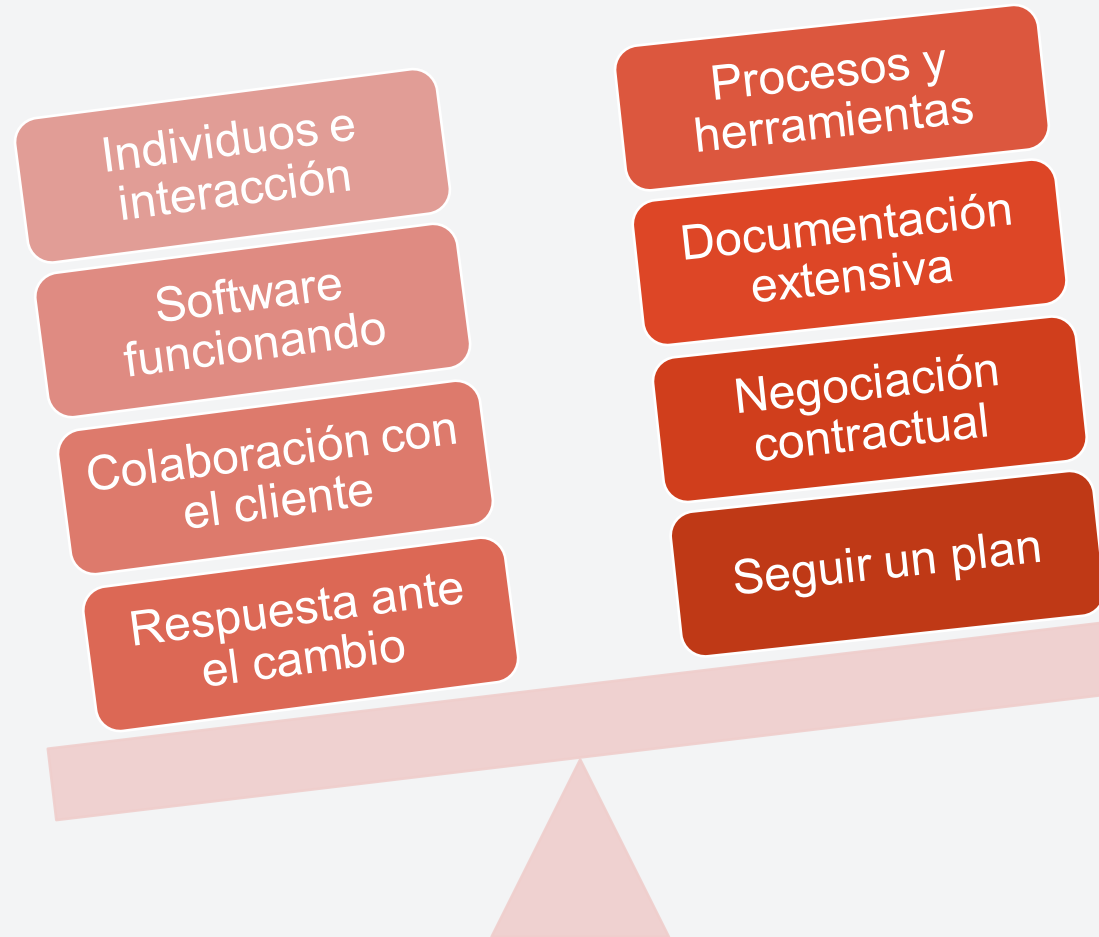 Individuos e
interacción
Software
funcionando
Colaboración con
el cliente
Respuesta ante
el cambio
Procesos y
herramientas
Documentación
extensiva
Negociación
contractual
Seguir un plan